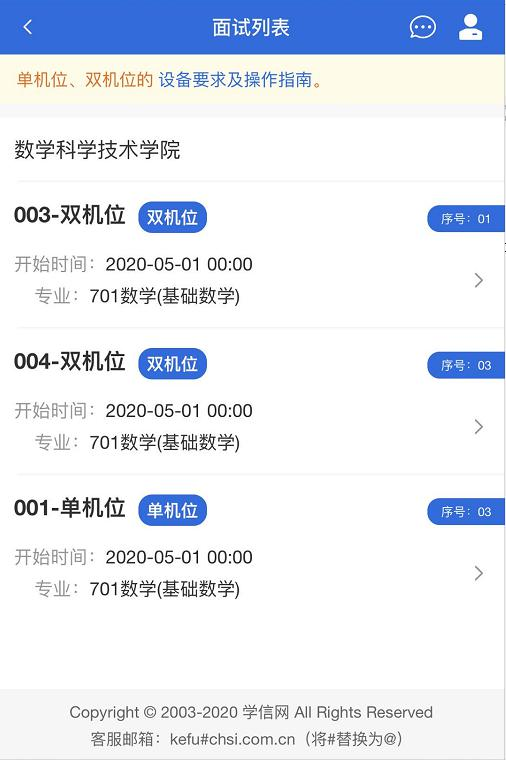 面试列表
单机位、双机位的 设备要求及操作指南。
数学科学技术学院
003-双机位 双机位 序号：01
开始时间：2020-05-01 00:00
专业：701数学(基础数学)
004-双机位 双机位 序号：03
开始时间：2020-05-01 00:00
专业：701数学(基础数学)
001-单机位 单机位 序号：03
开始时间：2020-05-01 00:00
专业：701数学(基础数学)
Copyright © 2003-2020 学信网 All Rights Reserved
客服邮箱：kefu#chsi.com.cn（将#替换为@）